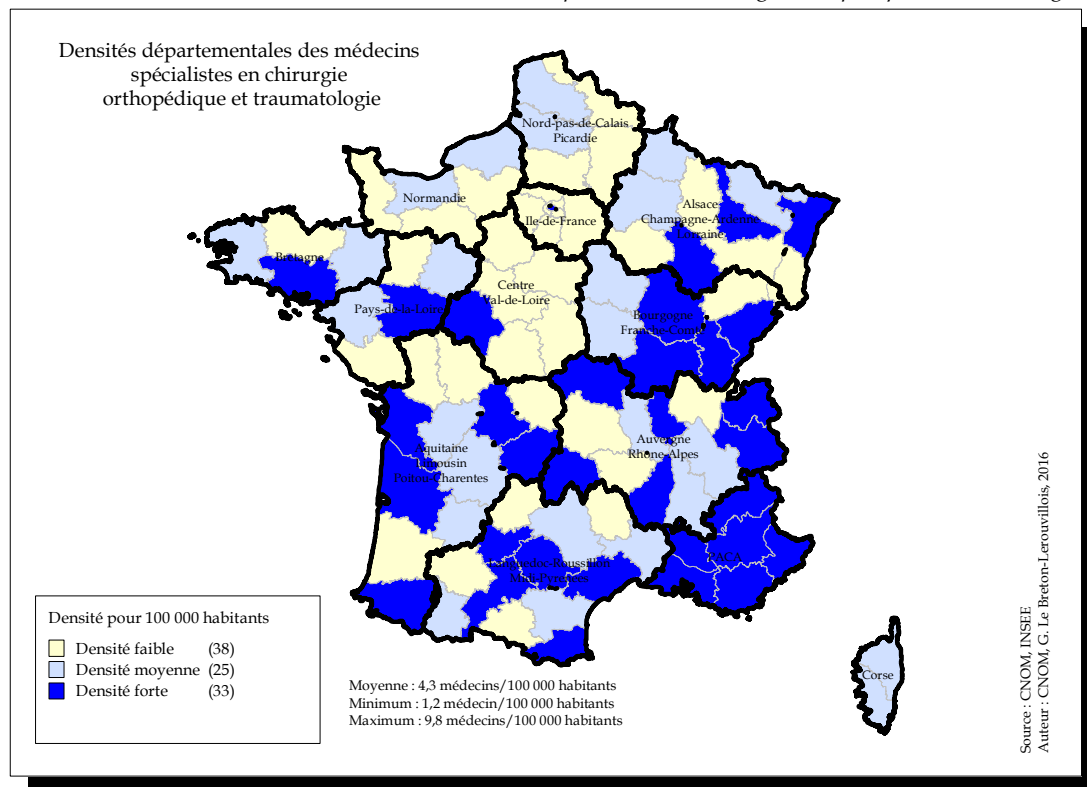 Densités départementales des médecins
spécialistes en chirurgie
orthopédique et traumatologie
Nord-pas-de-Calais
Picardie
Normandie
Ile-de-France
Alsace
Champagne-Ardenne
Lorraine
Bretagne
Centre
Val-de-Loire
Pays-de-la-Loire
Bourgogne
Franche-Comté
Aquitaine
Limousin
Poitou-Charentes
Auvergne
Rhône-Alpes
Languedoc-Roussillon
Midi-Pyrénées
PACA
Corse
Densité pour 100 000 habitants
Densité faible (38)
Densité moyenne (25)
Densité forte (33)
Moyenne : 4,3 médecins/100 000 habitants
Minimum : 1,2 médecin/100 000 habitants
Maximum : 9,8 médecins/100 000 habitants
Source : CNOM, INSEE
Auteur : CNOM, G. Le Breton-Lerouvillois, 2016